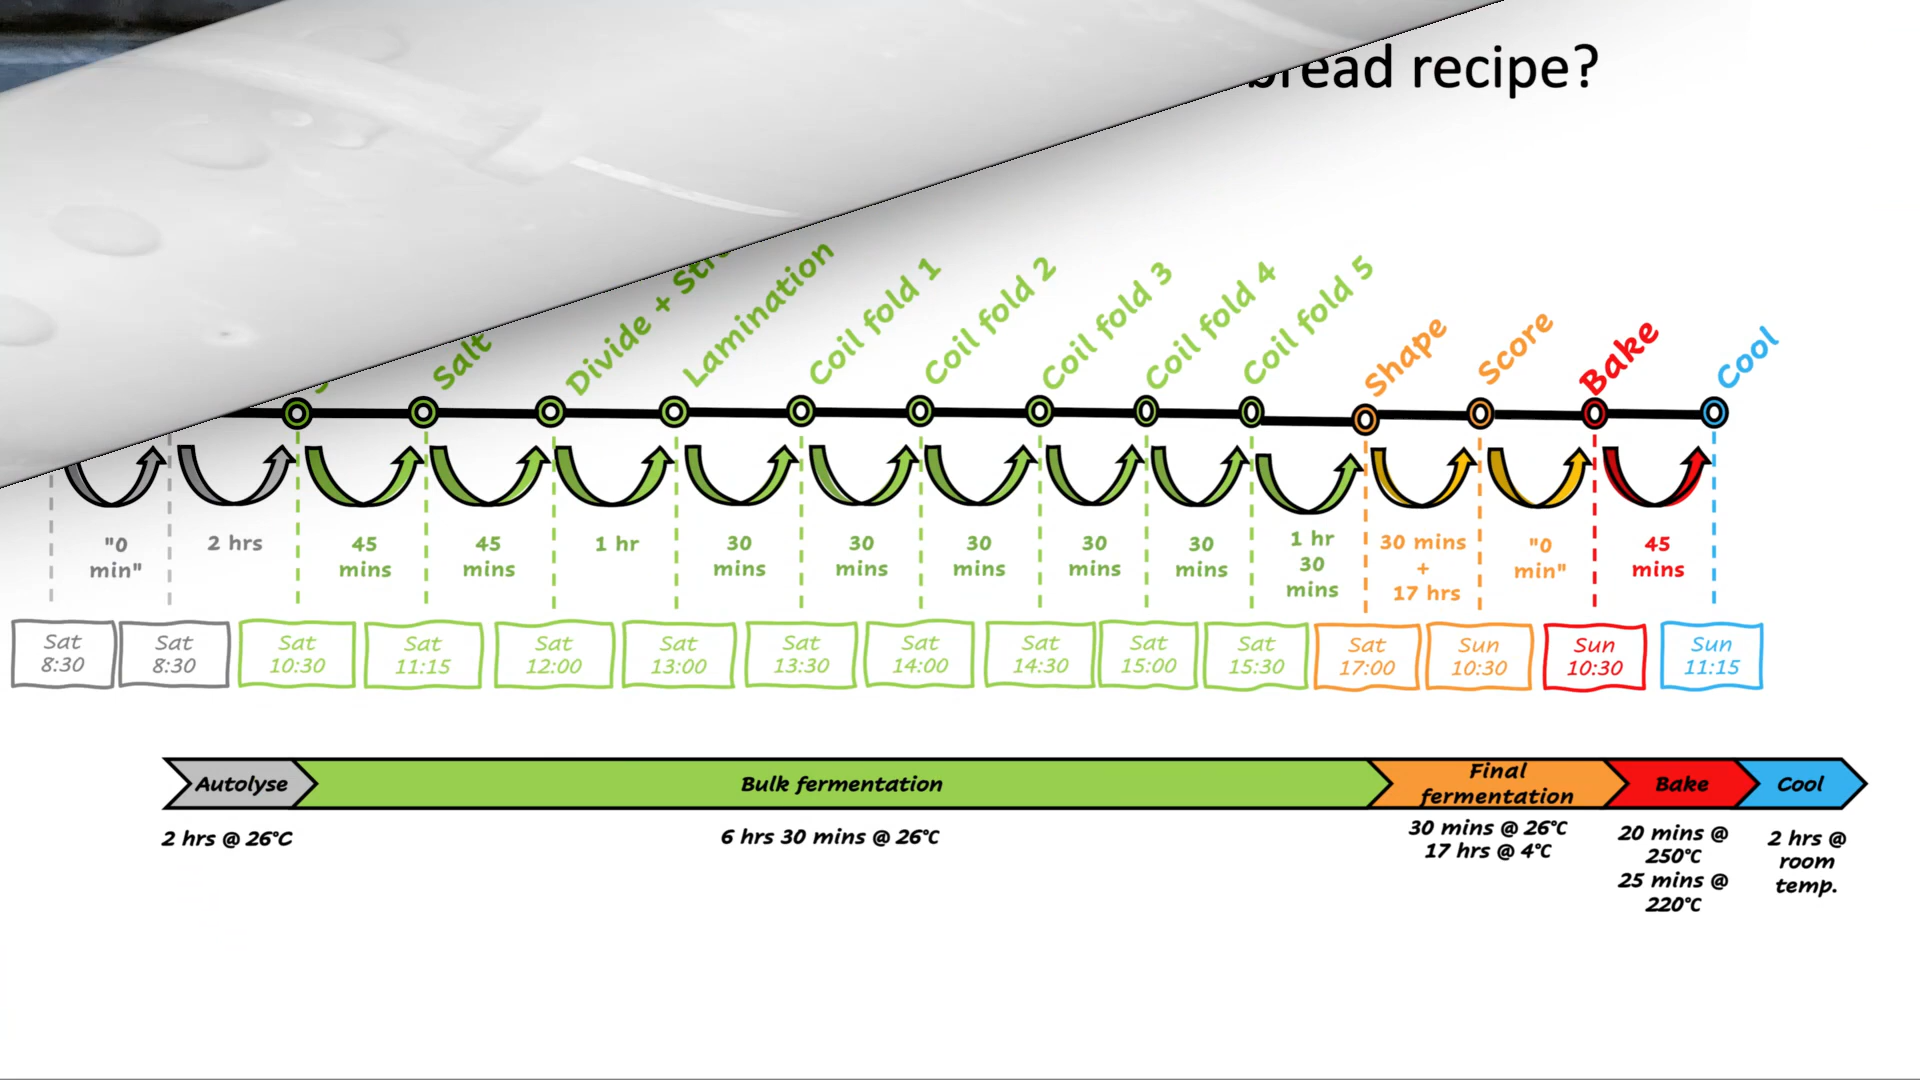 bread recipe?
Salt
Divide +
Lamination
Coil fold 1
Coil fold 2
Coil fold 3
Coil fold 4
Coil fold 5
Shape
Score
Bake
Cool
"0
min"
2 hrs
45
mins
45
mins
1 hr
30
mins
30
mins
30
mins
30
mins
30
mins
1 hr
30
mins
30 mins
+
17 hrs
"0
min"
45
mins
Sat
8:30
Sat
8:30
Sat
10:30
Sat
11:15
Sat
12:00
Sat
13:00
Sat
13:30
Sat
14:00
Sat
14:30
Sat
15:00
Sat
15:30
Sat
17:00
Sun
10:30
Sun
10:30
Sun
11:15
Autolyse
Bulk fermentation
Final
fermentation
Bake
Cool
2 hrs @ 26°C
6 hrs 30 mins @ 26°C
30 mins @ 26°C
17 hrs @ 4°C
20 mins @
250°C
25 mins @
220°C
2 hrs @
room
temp.